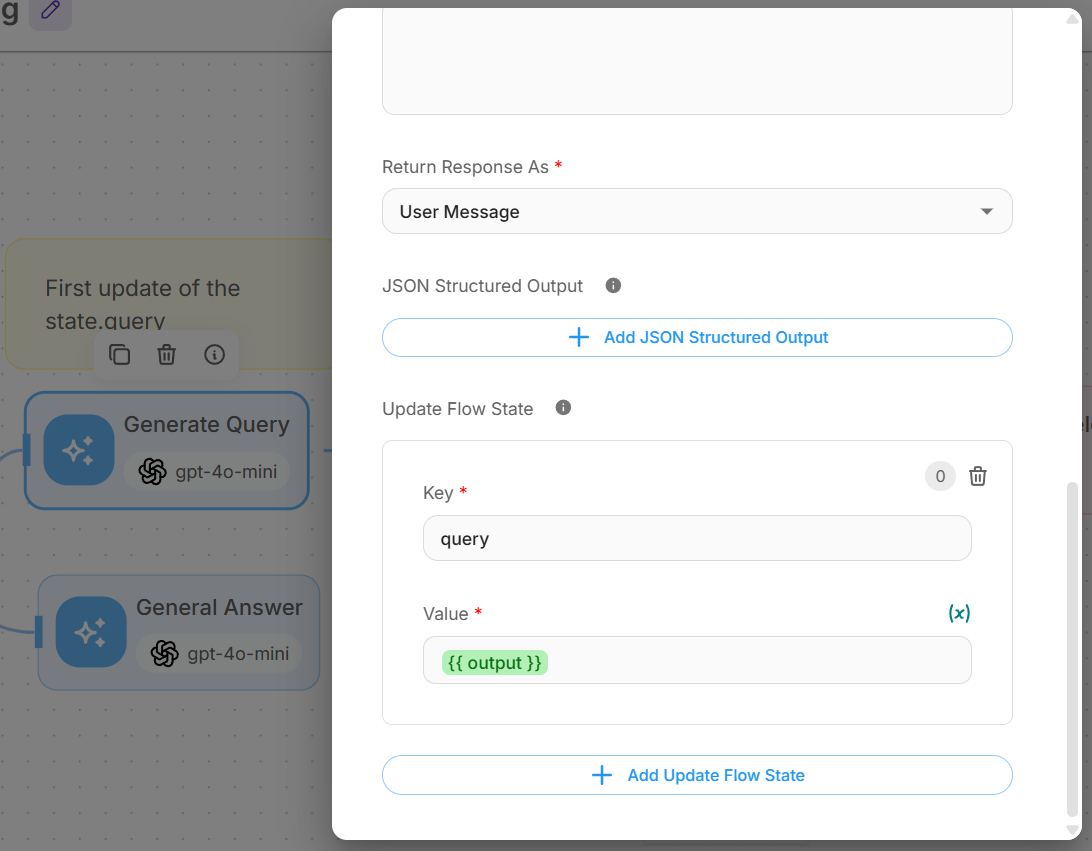 g
Return Response As *
User Message
JSON Structured Output
Add JSON Structured Output
Update Flow State
0
Key *
query
Value *
(x)
{{ output }}
Add Update Flow State
First update of the
state.query
Generate Query
gpt-4o-mini
General Answer
gpt-4o-mini